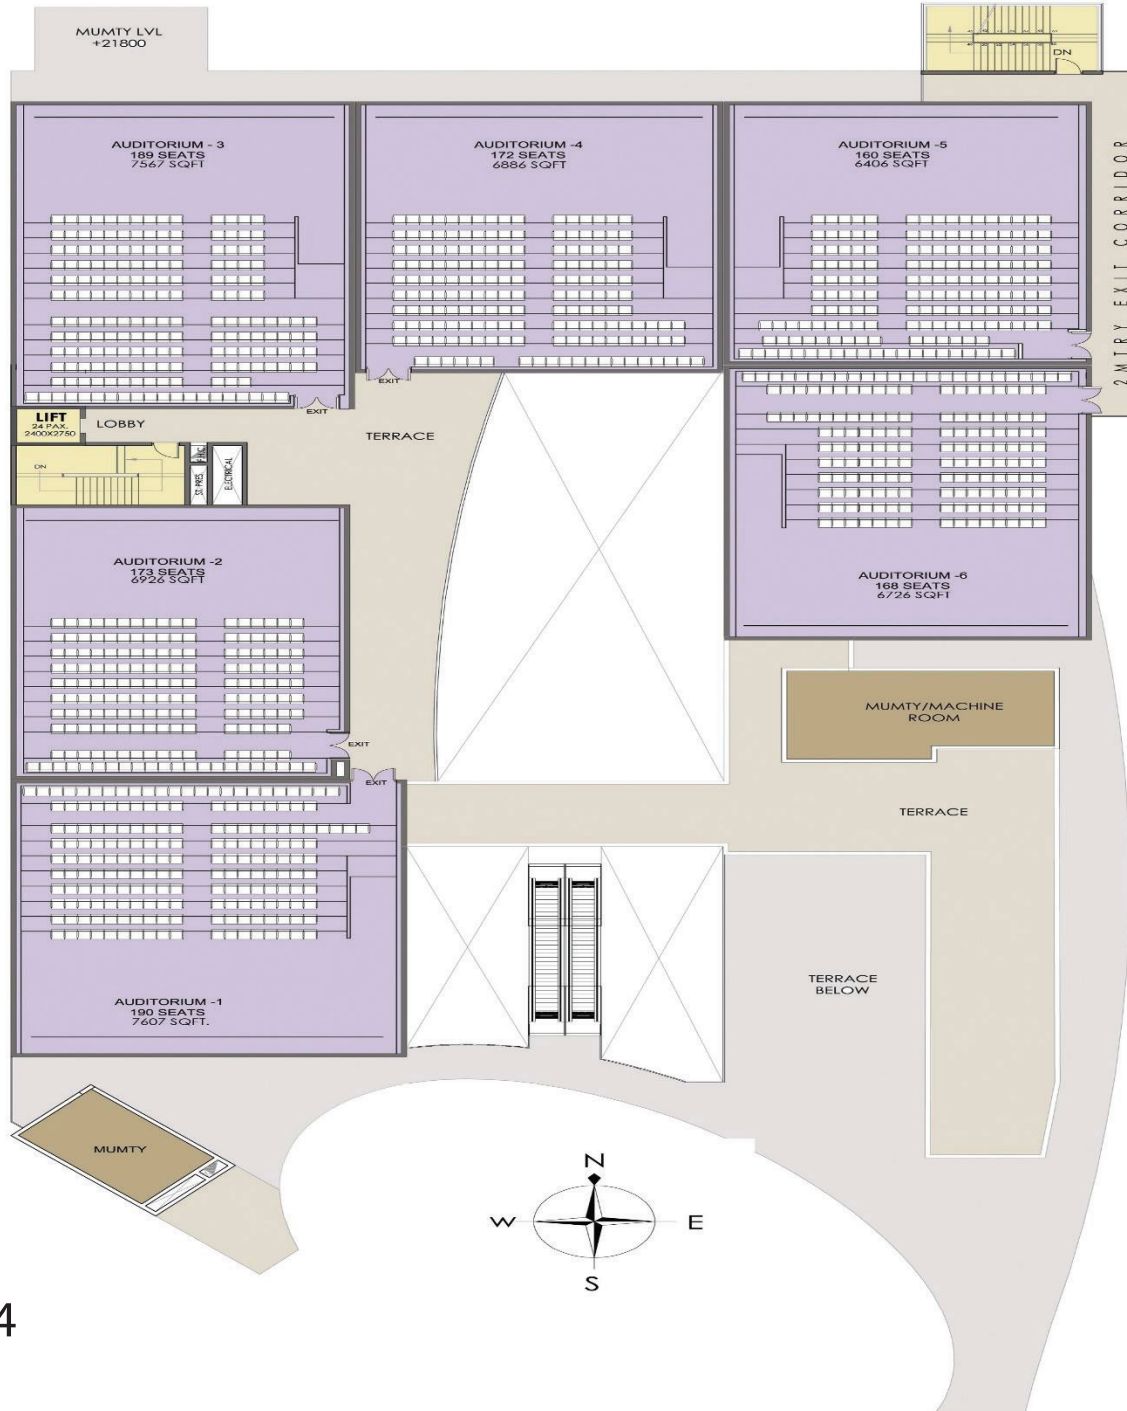 MUMTY LVL
+21800
DN
AUDITORIUM - 3
189 SEATS
7567 SQFT
AUDITORIUM -4
172 SEATS
6886 SQFT
AUDITORIUM -5
160 SEATS
6406 SQFT
2 MTR EXIT CORRIDOR
EXIT
EXIT
LIFT
24 PAX.
2400X2750
LOBBY
TERRACE
DN
F.H.C
ST. PRES.
ELECTRICAL
AUDITORIUM -2
173 SEATS
6926 SQFT
AUDITORIUM -6
168 SEATS
6726 SQFT
EXIT
EXIT
MUMTY/MACHINE
ROOM
TERRACE
TERRACE
BELOW
AUDITORIUM -1
190 SEATS
7607 SQFT.
MUMTY
N
W
E
S
4